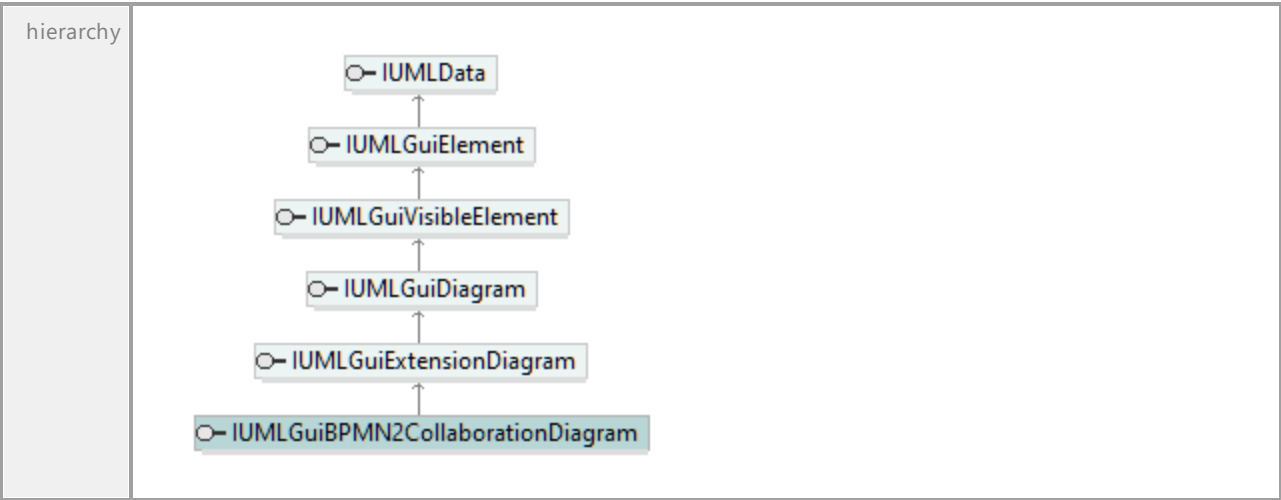 hierarchy
IUMLData
IUMLGuiElement
IUMLGuiVisibleElement
IUMLGuiDiagram
IUMLGuiExtensionDiagram
IUMLGuiBPMN2CollaborationDiagram